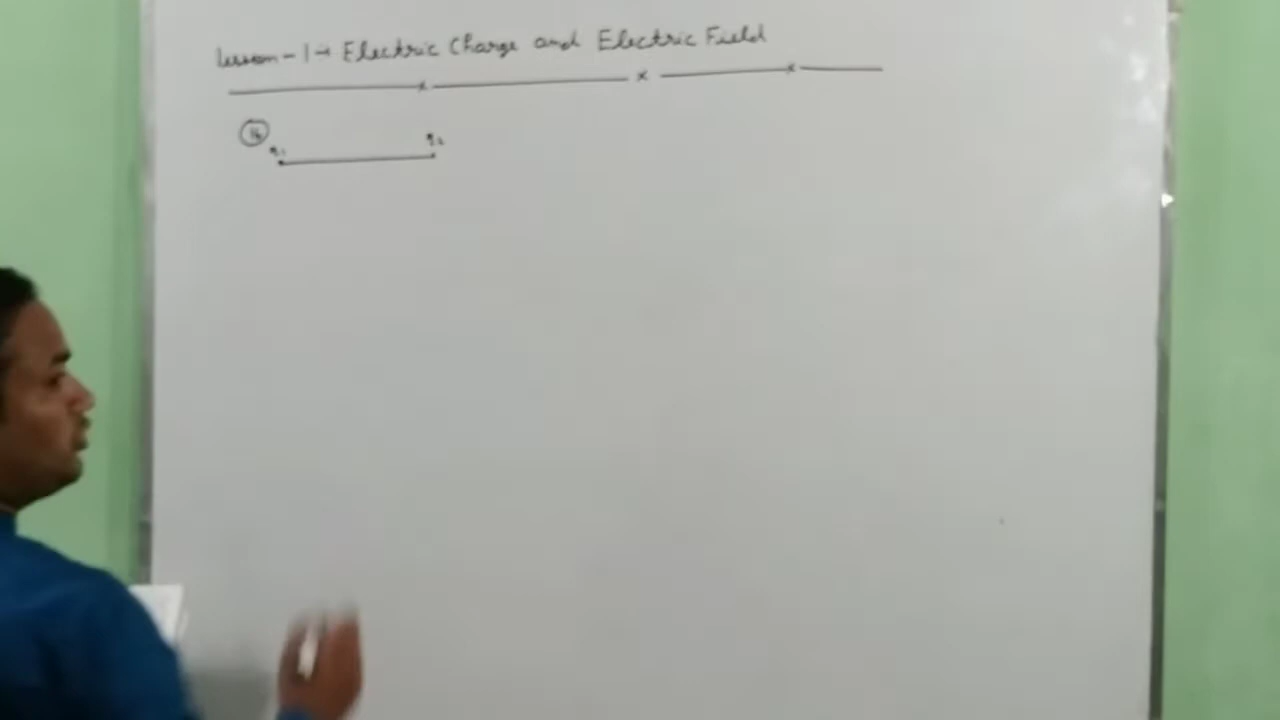 Lesson-1→ Electric Charge and Electric Field
q₁ q₂